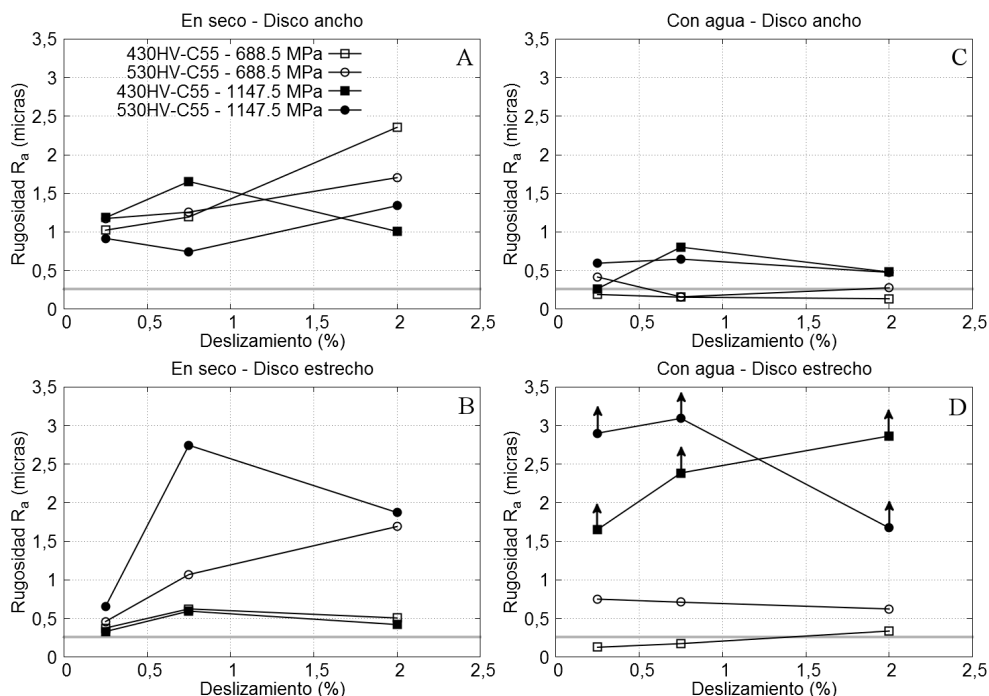 En seco - Disco ancho
A
430HV-C55 - 688.5 MPa
530HV-C55 - 688.5 MPa
430HV-C55 - 1147.5 MPa
530HV-C55 - 1147.5 MPa
Rugosidad Ra (micras)
3,5
3
2,5
2
1,5
1
0,5
0
0 0,5 1 1,5 2 2,5
Deslizamiento (%)
Con agua - Disco ancho
C
Rugosidad Ra (micras)
3,5
3
2,5
2
1,5
1
0,5
0
0 0,5 1 1,5 2 2,5
Deslizamiento (%)
En seco - Disco estrecho
B
Rugosidad Ra (micras)
3,5
3
2,5
2
1,5
1
0,5
0
0 0,5 1 1,5 2 2,5
Deslizamiento (%)
Con agua - Disco estrecho
D
Rugosidad Ra (micras)
3,5
3
2,5
2
1,5
1
0,5
0
0 0,5 1 1,5 2 2,5
Deslizamiento (%)